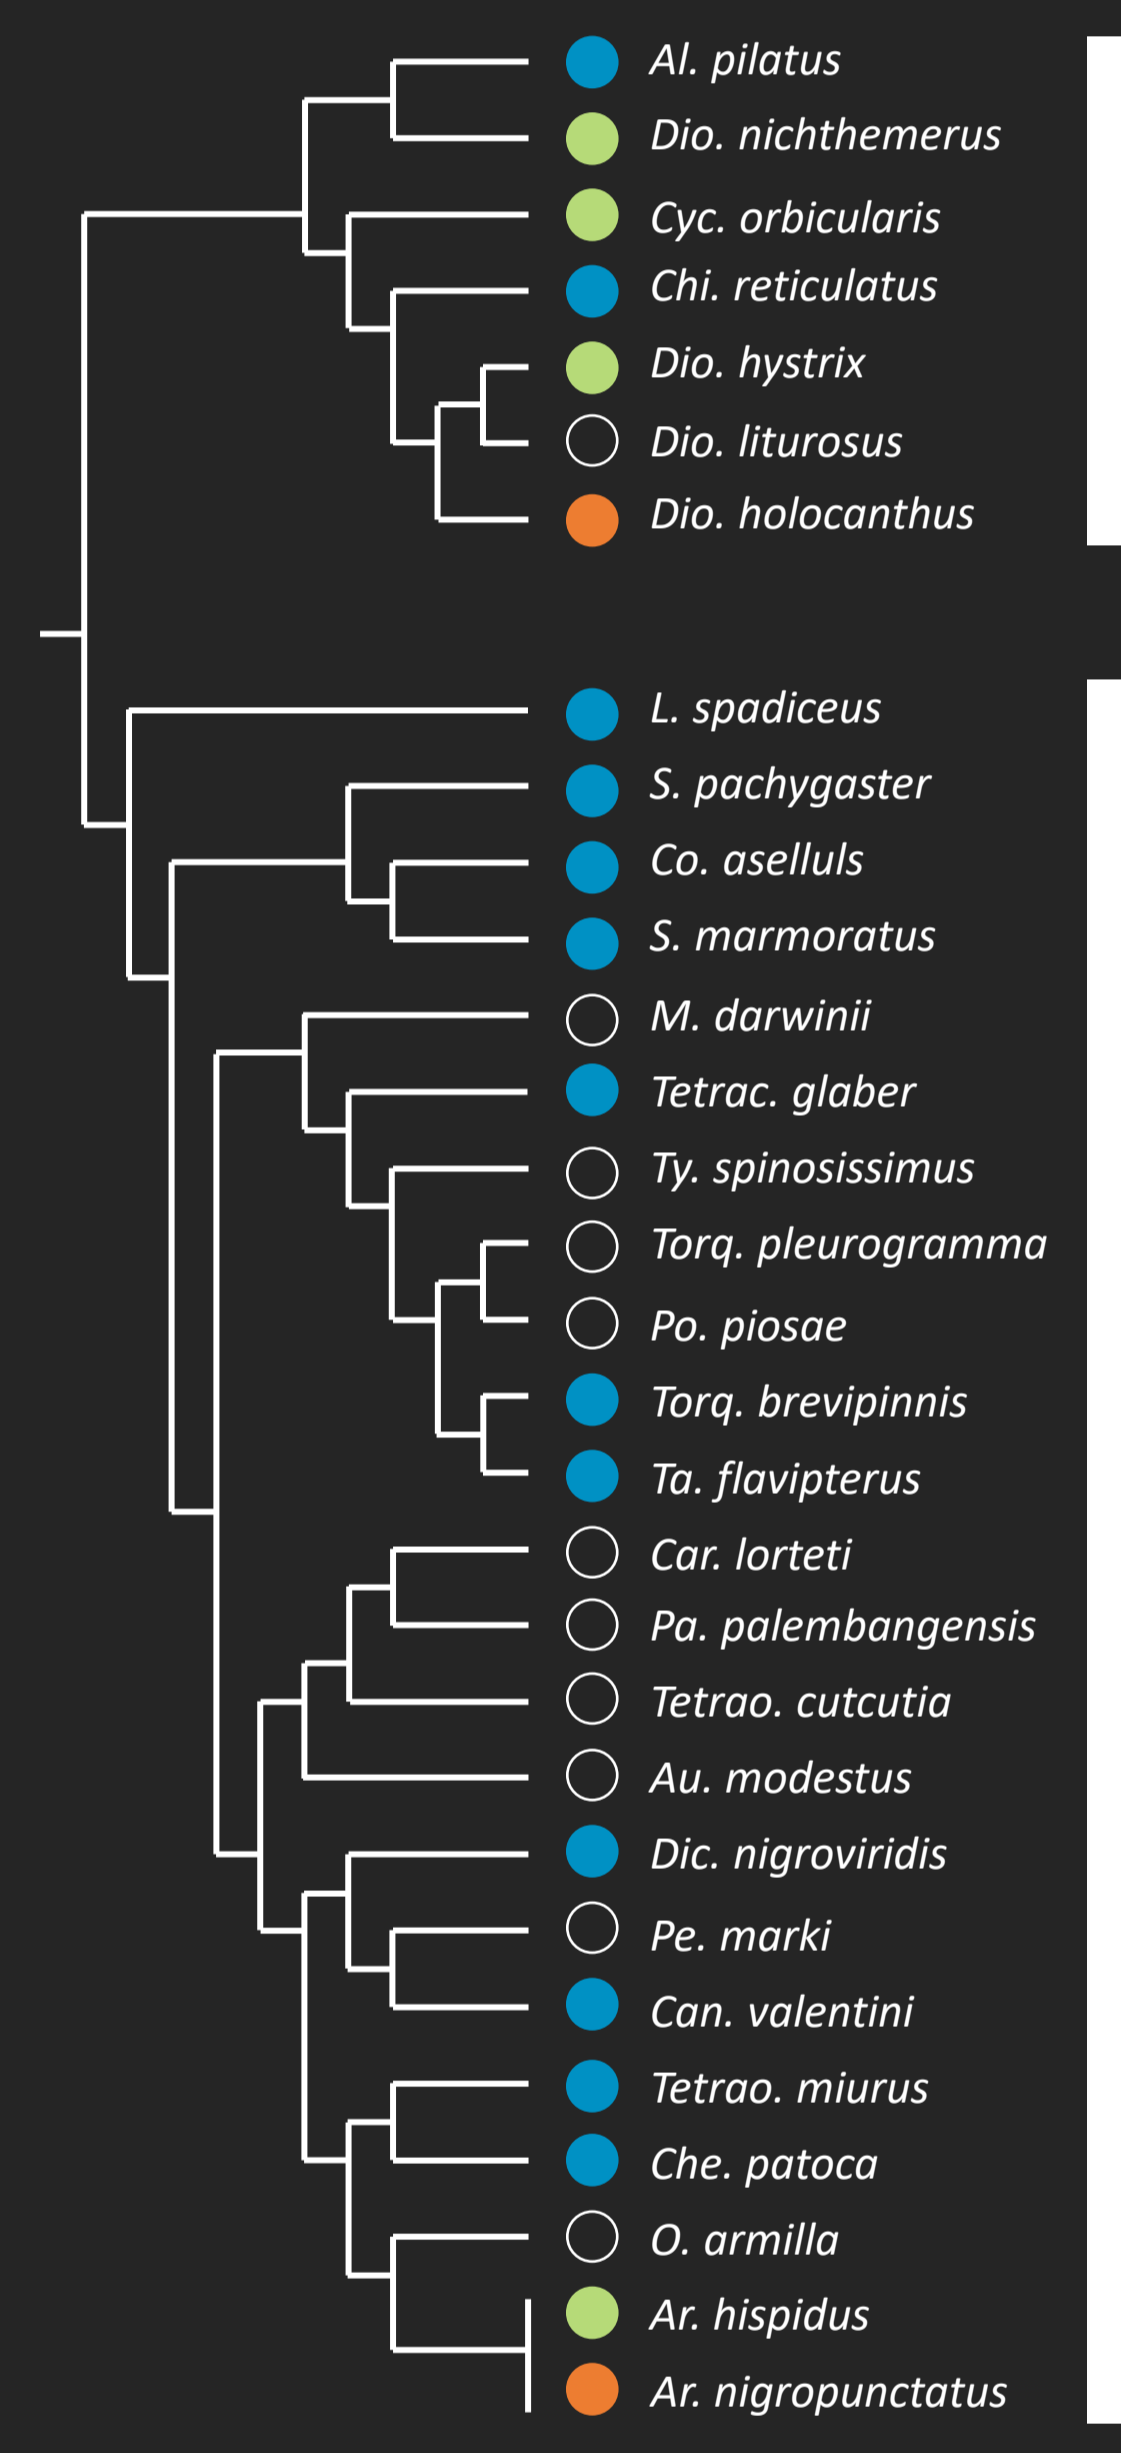 Al. pilatus
Dio. nichthemerus
Cyc. orbicularis
Chi. reticulatus
Dio. hystrix
Dio. liturosus
Dio. holocanthus
L. spadiceus
S. pachygaster
Co. aselluls
S. marmoratus
M. darwinii
Tetrac. glaber
Ty. spinosissimus
Torq. pleurogramma
Po. piosae
Torq. brevipinnis
Ta. flavipterus
Car. lorteti
Pa. palembangensis
Tetrao. cutcutia
Au. modestus
Dic. nigroviridis
Pe. marki
Can. valentini
Tetrao. miurus
Che. patoca
O. armilla
Ar. hispidus
Ar. nigropunctatus